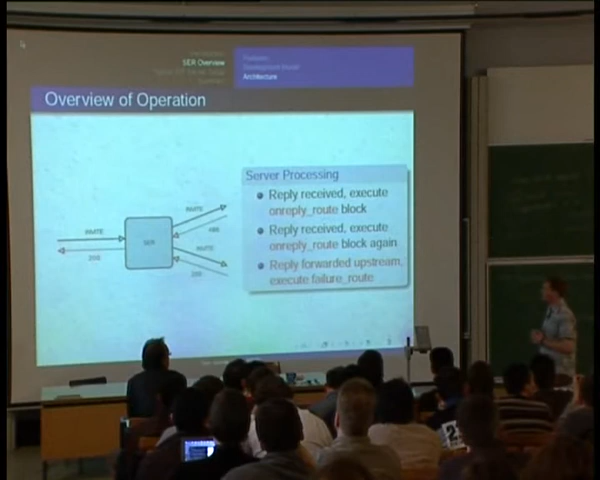 SER Overview
Architecture
Overview of Operation
Server Processing
Reply received, execute
onreply_route block
Reply received, execute
onreply_route block again
Reply forwarded upstream,
execute failure_route
INVITE
INVITE
SER
INVITE
200
200